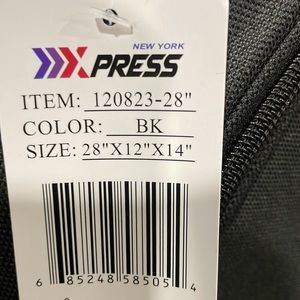 NEW YORK
XPRESS
ITEM: 120823-28"
COLOR: BK
SIZE: 28"X12"X14"
6 85248 58505 4